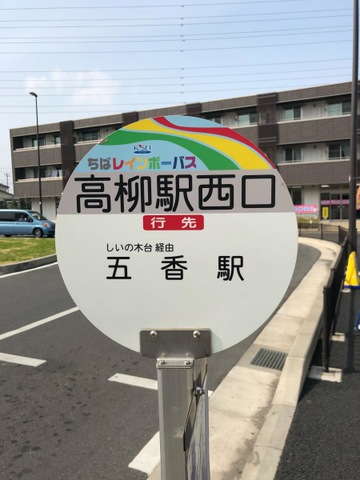 ちばレインボーバス
高柳駅西口
行先
しいの木台 経由
五香駅